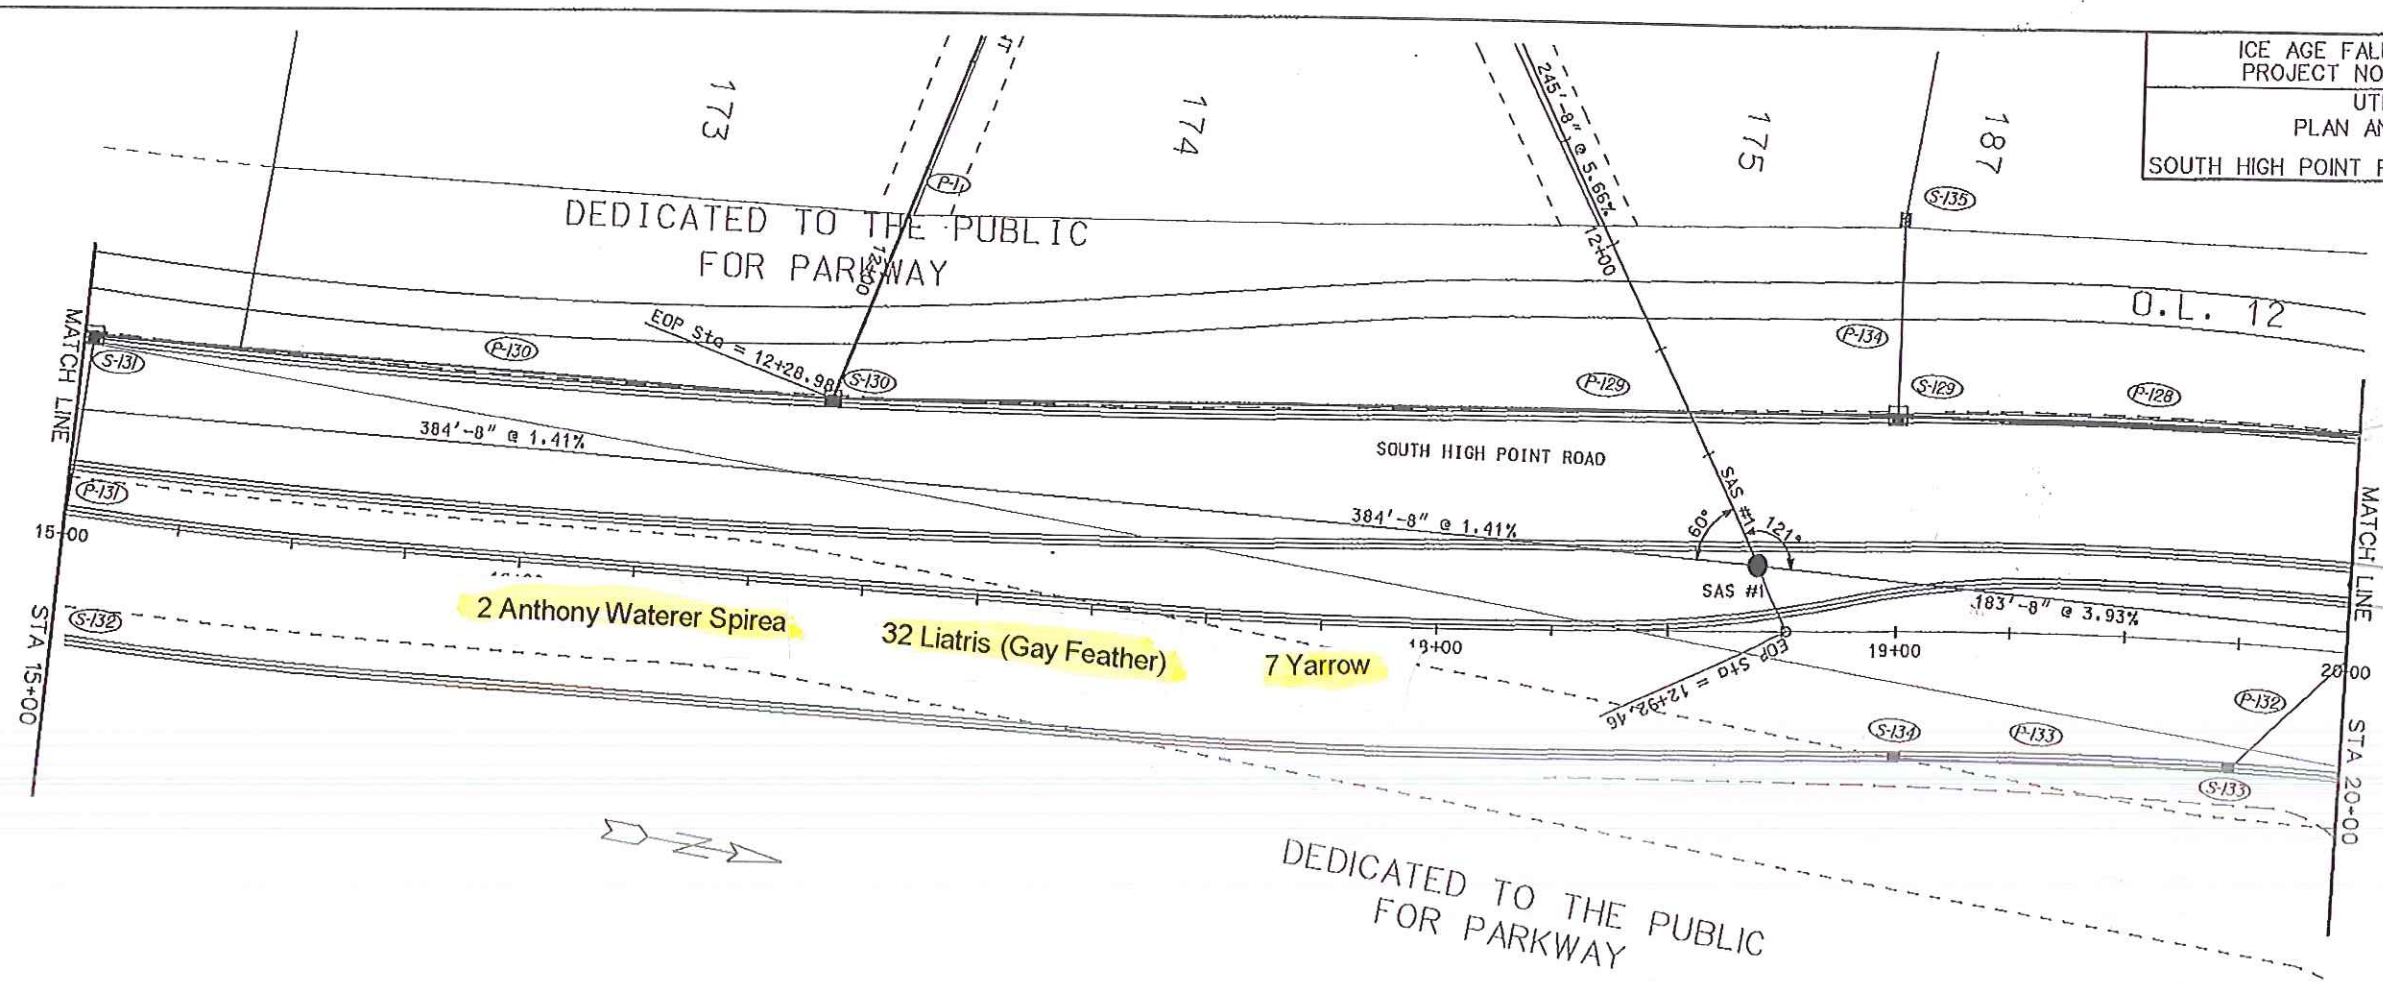 ICE AGE FAL
PROJECT NO
UT
PLAN AN
SOUTH HIGH POINT
173
174
175
187
245'-8" @ 5.66%
P-1
S-135
DEDICATED TO THE PUBLIC
FOR PARKWAY
12+00
12+00
O.L. 12
MATCH LINE
EOP Sta = 12+28.98
P-130
S-131
S-130
P-129
P-134
S-129
P-128
384'-8" @ 1.41%
SOUTH HIGH POINT ROAD
P-131
384'-8" @ 1.41%
60°
SAS #1
121°
MATCH LINE
15+00
SAS #1
183'-8" @ 3.93%
2 Anthony Waterer Spirea
32 Liatris (Gay Feather)
7 Yarrow
S-132
STA 15+00
18+00
19+00
20+00
EOP Sta = 12+92.46
P-132
S-134
P-133
S-133
STA 20+00
N
DEDICATED TO THE PUBLIC
FOR PARKWAY